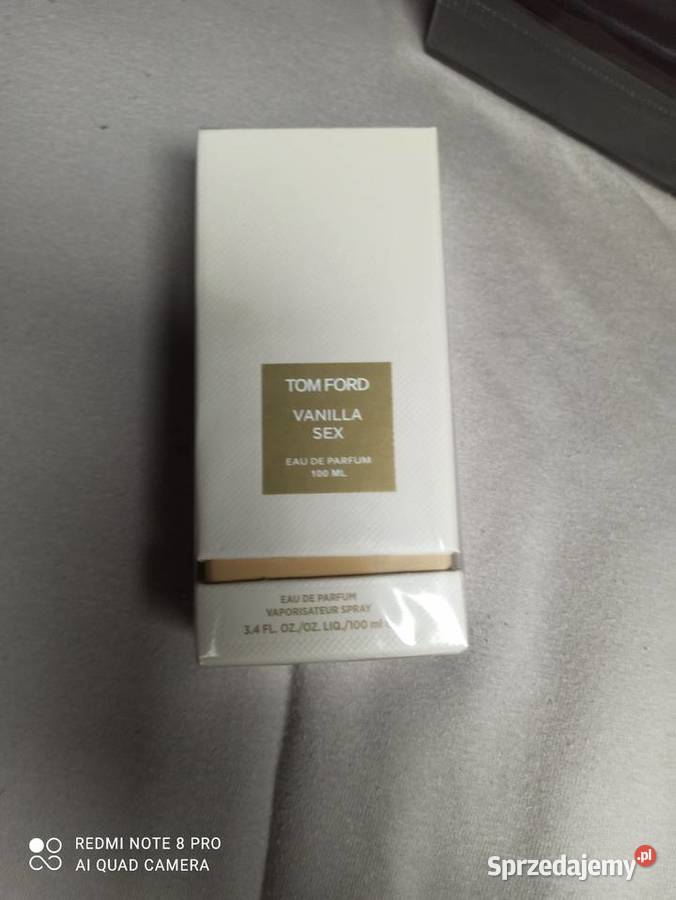 TOM FORD
VANILLA
SEX
EAU DE PARFUM
100 ML
EAU DE PARFUM
VAPORISATEUR SPRAY
3.4 FL. OZ./OZ. LIQ./100 ml
REDMI NOTE 8 PRO
AI QUAD CAMERA
Sprzedajemy.pl